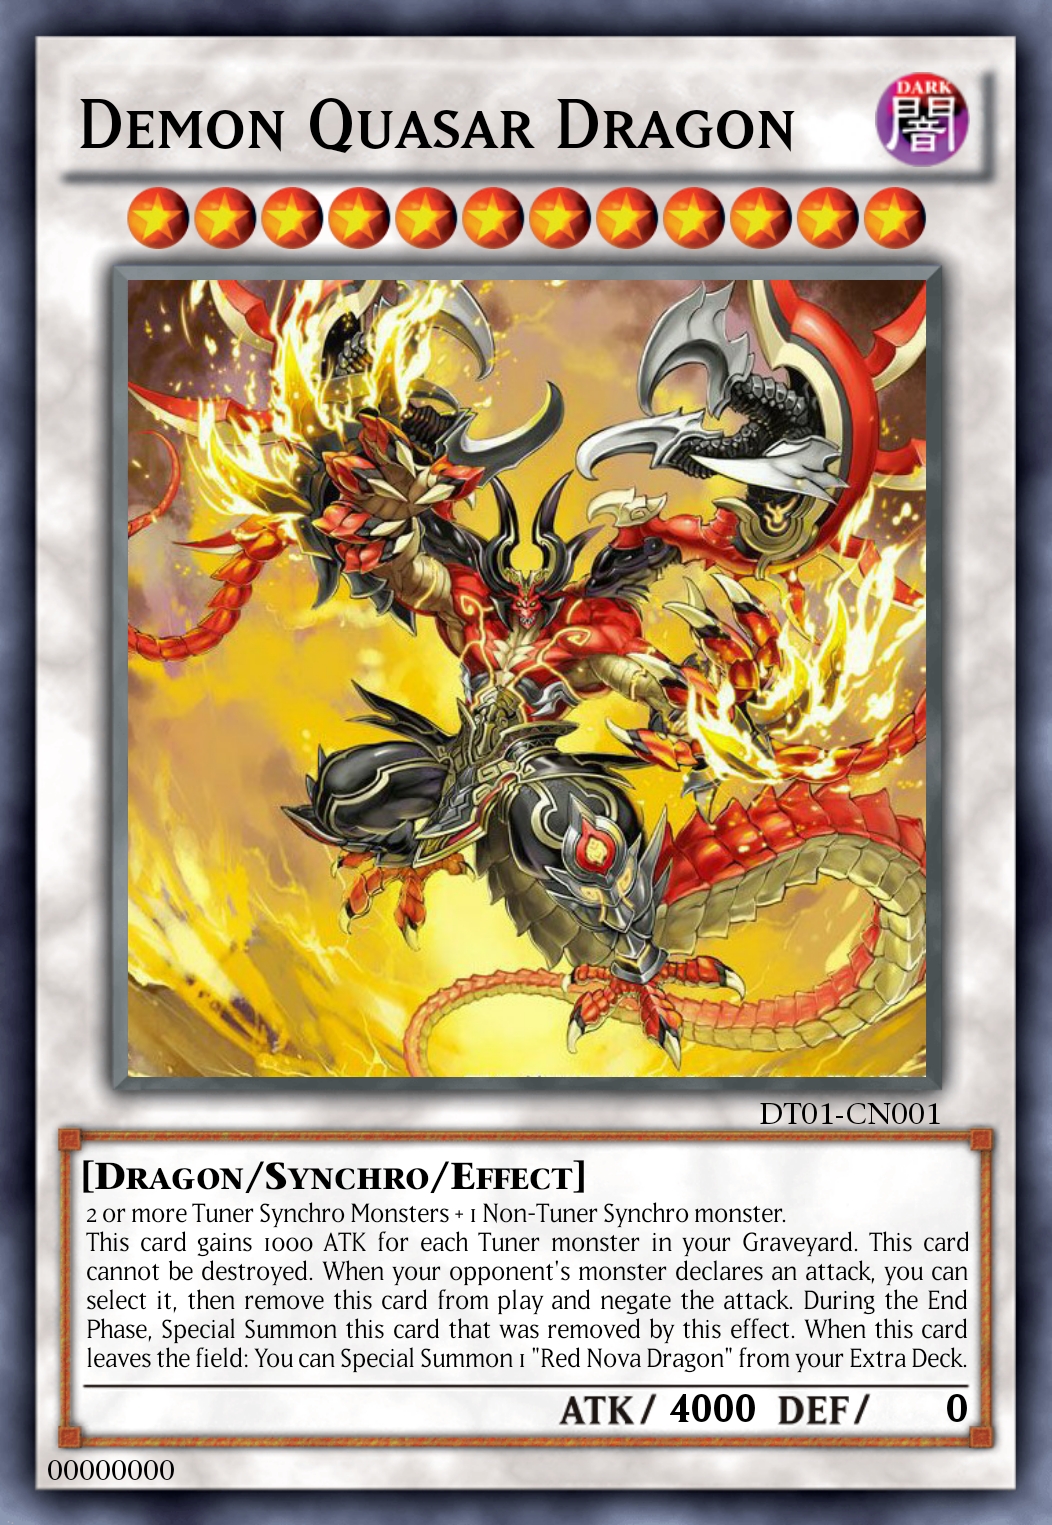 Demon Quasar Dragon
DARK
闇
DT01-CN001
[Dragon/Synchro/Effect]
2 or more Tuner Synchro Monsters + 1 Non-Tuner Synchro monster.
This card gains 1000 ATK for each Tuner monster in your Graveyard. This card
cannot be destroyed. When your opponent's monster declares an attack, you can
select it, then remove this card from play and negate the attack. During the End
Phase, Special Summon this card that was removed by this effect. When this card
leaves the field: You can Special Summon 1 "Red Nova Dragon" from your Extra Deck.
ATK/ 4000 DEF/ 0
00000000